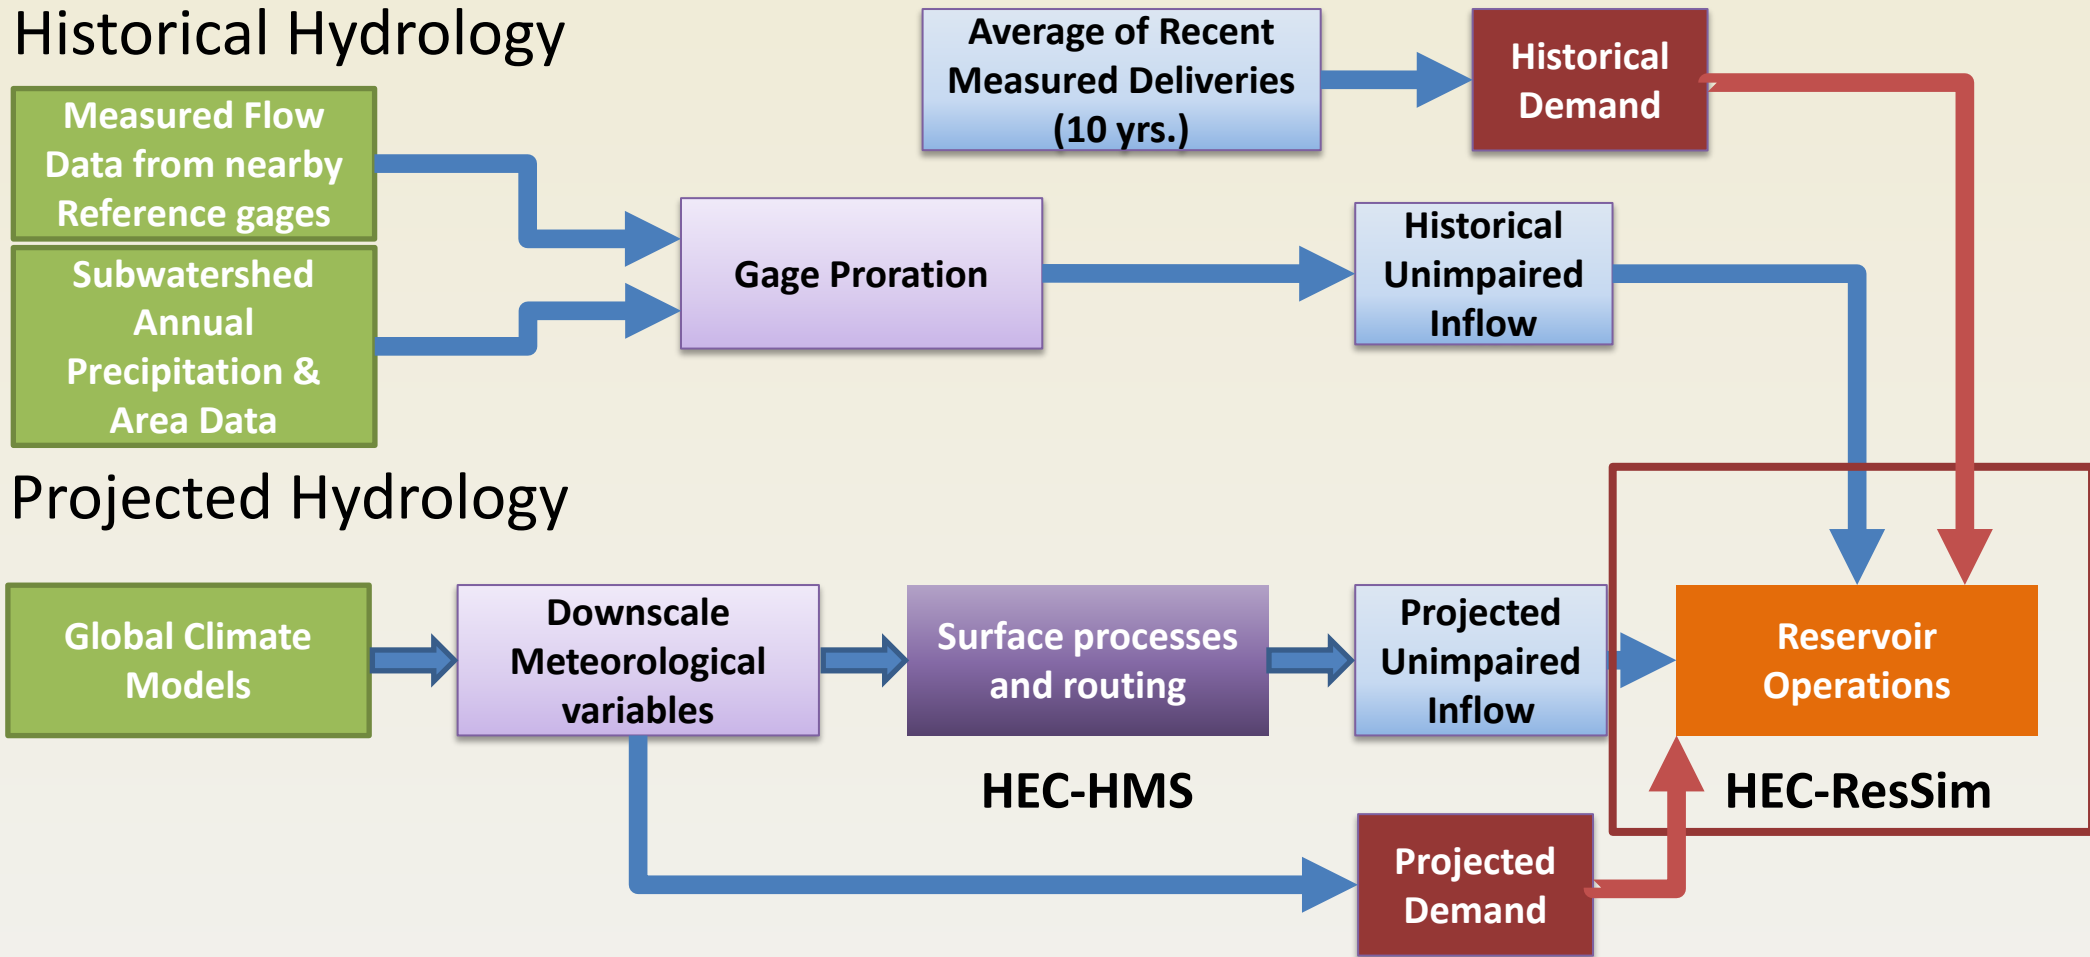 Historical Hydrology
Measured Flow
Data from nearby
Reference gages
Subwatershed
Annual
Precipitation &
Area Data
Gage Proration
Average of Recent
Measured Deliveries
(10 yrs.)
Historical
Demand
Historical
Unimpaired
Inflow
Projected Hydrology
Global Climate
Models
Downscale
Meteorological
variables
Surface processes
and routing
HEC-HMS
Projected
Unimpaired
Inflow
Reservoir
Operations
HEC-ResSim
Projected
Demand